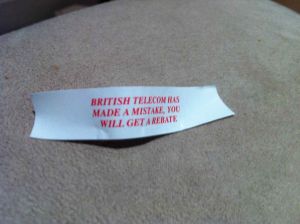 BRITISH TELECOM HAS
MADE A MISTAKE, YOU
WILL GET A REBATE